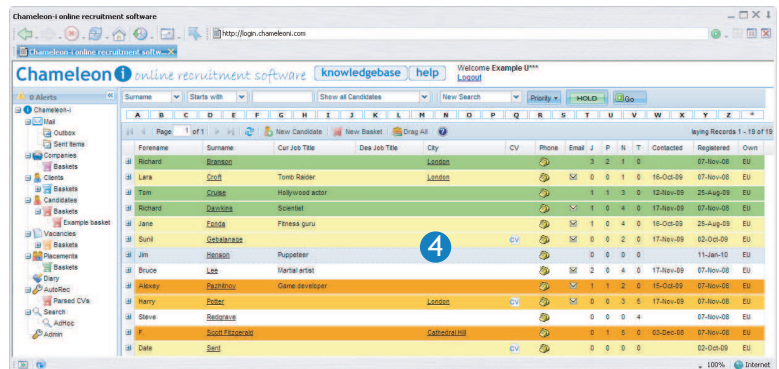 Chameleon-i online recruitment software
http://login.chameleoni.com
Chameleon-i online recruitment softw...
Chameleon i online recruitment software knowledgebase help Welcome Example U***
Logout
0 Alerts Surname Starts with Show all Candidates New Search Priority HOLD Go
Chameleon-i
Mail
Outbox
Sent items
Companies
Baskets
Clients
Baskets
Candidates
Baskets
Example basket
Vacancies
Baskets
Placements
Baskets
Diary
AutoRec
Parsed CVs
Search
AdHoc
Admin
A B C D E F G H I J K L M N O P Q R S T U V W X Y Z *
Page 1 of 1 New Candidate New Basket Drag All laying Records 1 - 19 of 19
Forename Surname Cur Job Title Des Job Title City CV Phone Email J P N T Contacted Registered Own
Richard Branson London 3 2 1 0 07-Nov-08 EU
Lara Croft Tomb Raider London 0 0 1 0 16-Oct-09 07-Nov-08 EU
Tom Cruise Hollywood actor 1 1 3 0 12-Nov-09 25-Aug-09 EU
Richard Dawkins Scientist 1 0 4 0 17-Nov-09 07-Nov-08 EU
Jane Fonda Fitness guru 1 0 4 0 16-Oct-09 25-Aug-09 EU
Sunil Gebalanage CV 0 0 2 0 17-Nov-09 02-Oct-09 EU
Jim Henson Puppeteer 0 0 0 0 11-Jan-10 EU
Bruce Lee Martial artist 2 0 4 0 17-Nov-09 07-Nov-08 EU
Alexey Pazhitnov Game developer 1 1 2 0 15-Oct-09 07-Nov-08 EU
Harry Potter London CV 0 0 3 5 17-Nov-09 07-Nov-08 EU
Steve Redgrave 0 0 0 4 07-Nov-08 EU
F. Scott Fitzgerald Cathedral Hill 0 1 5 0 03-Dec-08 07-Nov-08 EU
Date Sent CV 0 0 0 0 02-Oct-09 EU
4
100% Internet